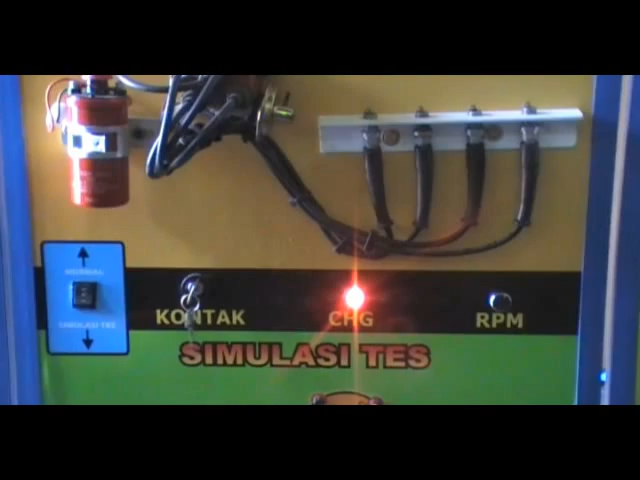 NORMAL
SIMULASI TES
KONTAK
CHG
RPM
SIMULASI TES